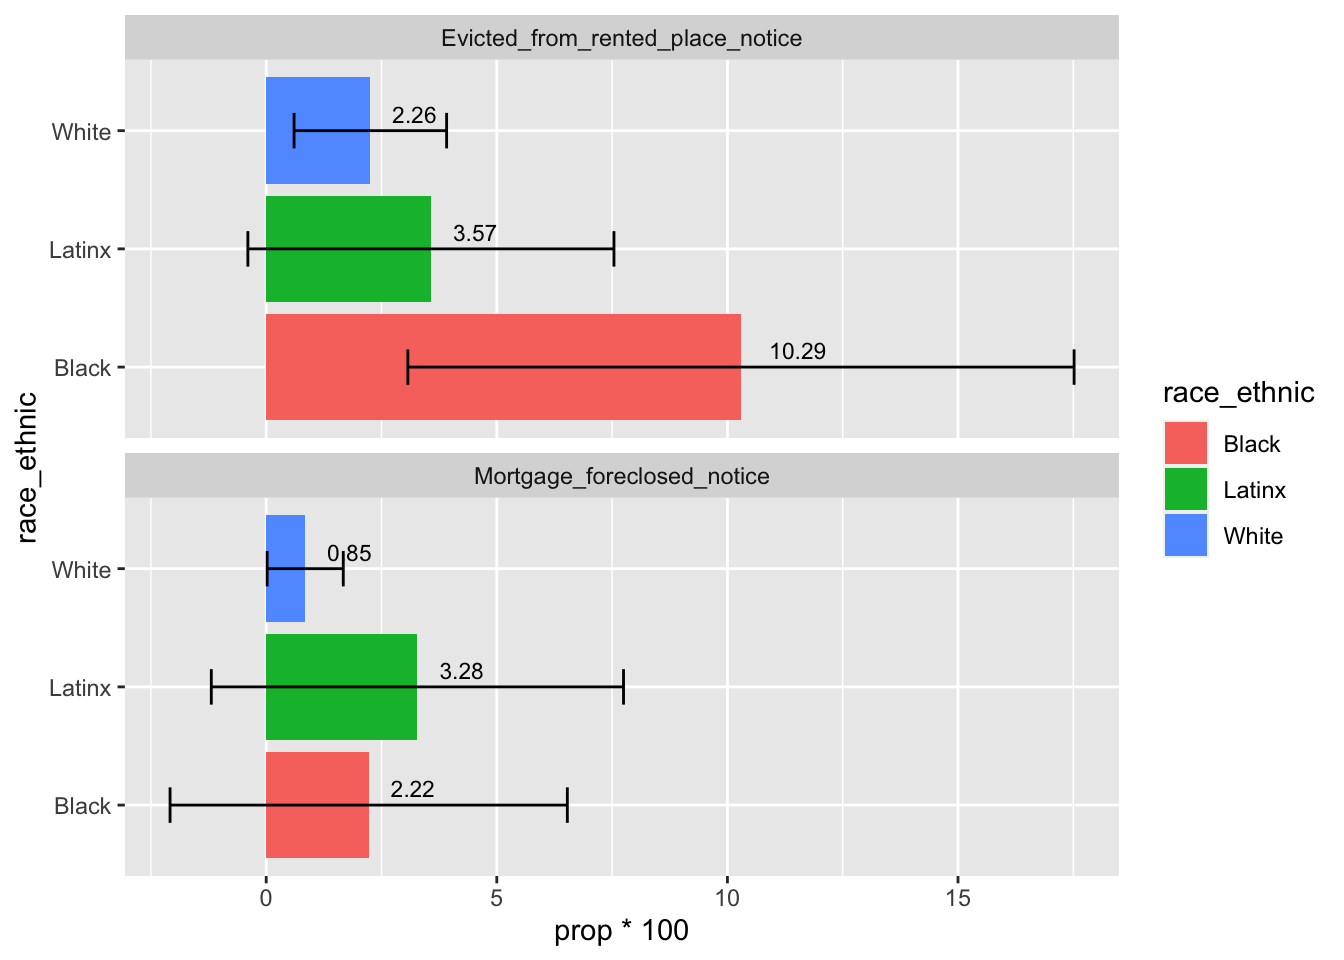 Evicted_from_rented_place_notice
White
2.26
Latinx
3.57
Black
10.29
Mortgage_foreclosed_notice
White
0.85
Latinx
3.28
Black
2.22
0 5 10 15
prop * 100
race_ethnic
race_ethnic
Black
Latinx
White